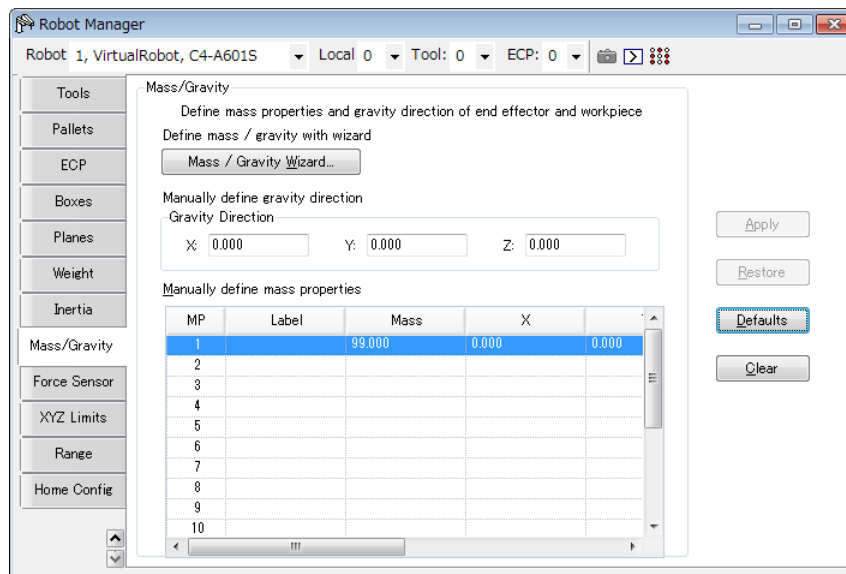 Robot Manager
Robot 1, VirtualRobot, C4-A601S Local 0 Tool: 0 ECP: 0
Tools
Pallets
ECP
Boxes
Planes
Weight
Inertia
Mass/Gravity
Force Sensor
XYZ Limits
Range
Home Config
Mass/Gravity
Define mass properties and gravity direction of end effector and workpiece
Define mass / gravity with wizard
Mass / Gravity Wizard...
Manually define gravity direction
Gravity Direction
X: 0.000 Y: 0.000 Z: 0.000
Manually define mass properties
MP Label Mass X
1 99.000 0.000 0.000
2
3
4
5
6
7
8
9
10
Apply
Restore
Defaults
Clear